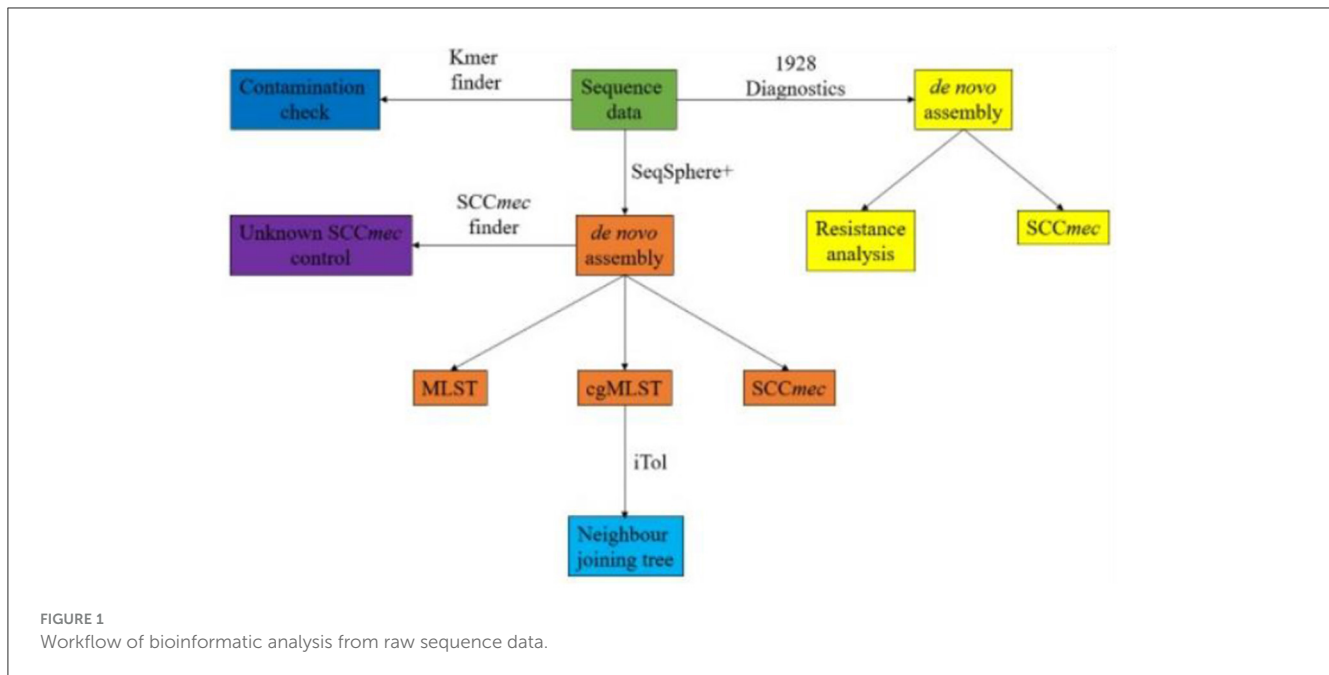 Kmer
finder
1928
Diagnostics
Contamination
check
Sequence
data
de novo
assembly
SeqSphere+
SCCmec
finder
Unknown SCCmec
control
de novo
assembly
Resistance
analysis
SCCmec
MLST
cgMLST
SCCmec
iTol
Neighbour
joining tree
FIGURE 1
Workflow of bioinformatic analysis from raw sequence data.